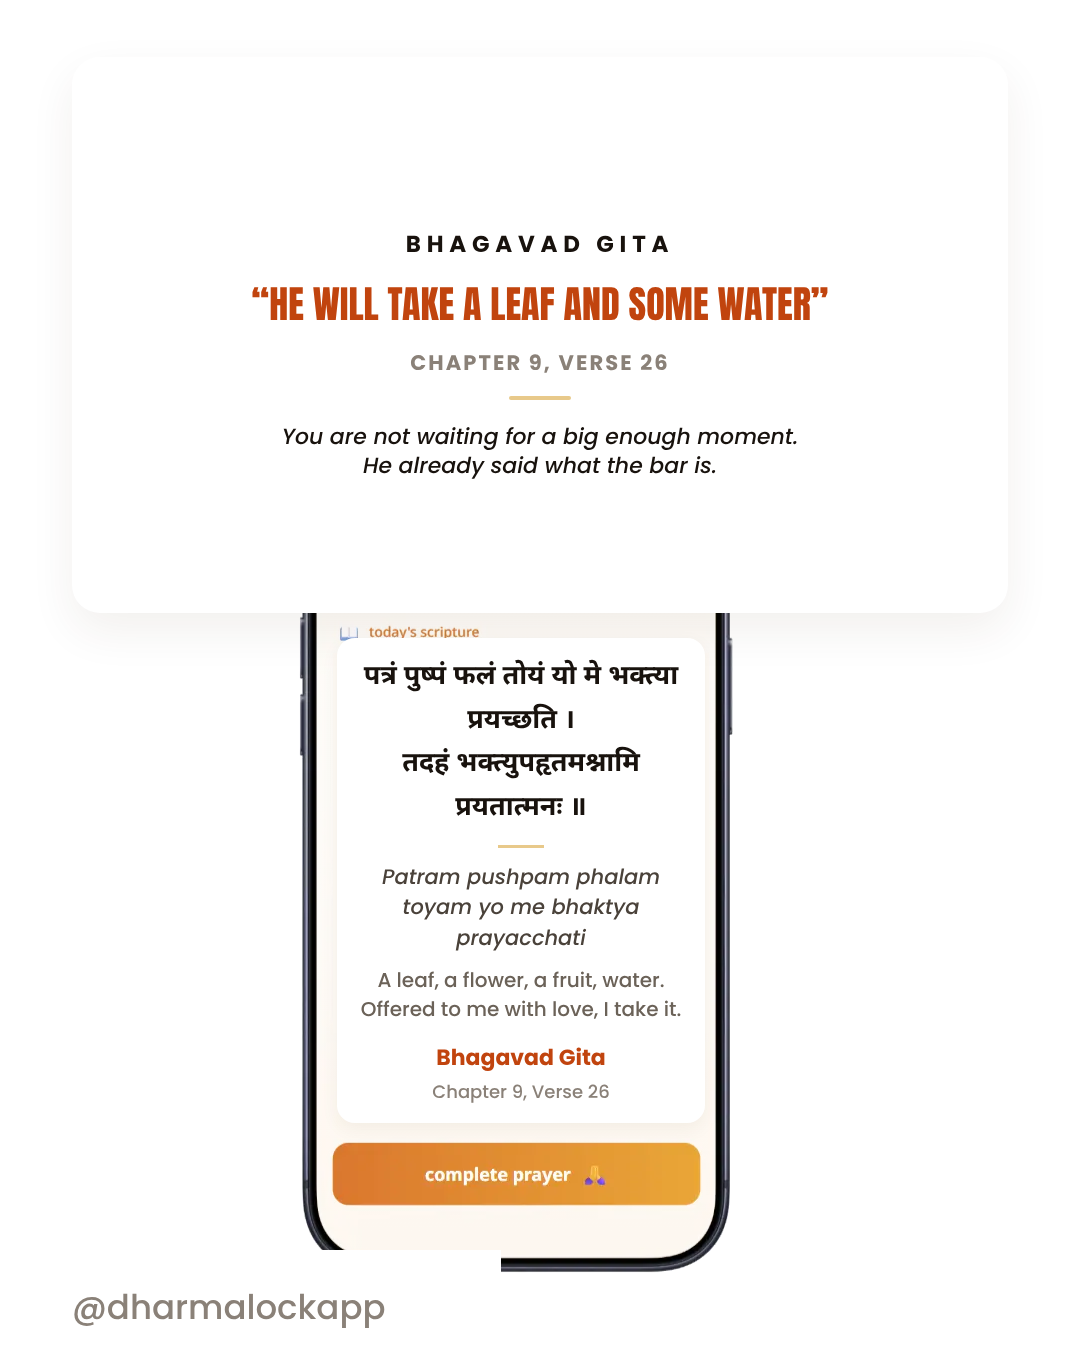 BHAGAVAD GITA
“HE WILL TAKE A LEAF AND SOME WATER”
CHAPTER 9, VERSE 26
You are not waiting for a big enough moment.
He already said what the bar is.
today's scripture
पत्रं पुष्पं फलं तोयं यो मे भक्त्या
प्रयच्छति ।
तदहं भक्त्युपहृतमश्नामि
प्रयतात्मनः ॥
Patram pushpam phalam
toyam yo me bhaktya
prayacchati
A leaf, a flower, a fruit, water.
Offered to me with love, I take it.
Bhagavad Gita
Chapter 9, Verse 26
complete prayer 🙏
@dharmalockapp